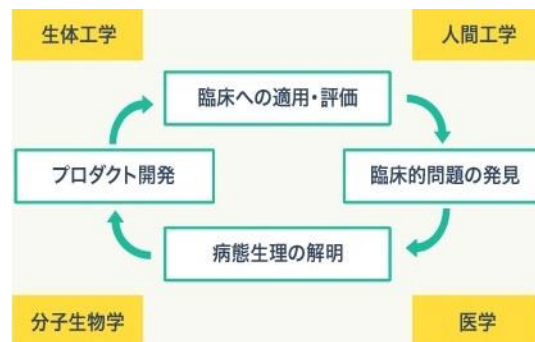 生体工学
人間工学
臨床への適用・評価
プロダクト開発
臨床的問題の発見
病態生理の解明
分子生物学
医学